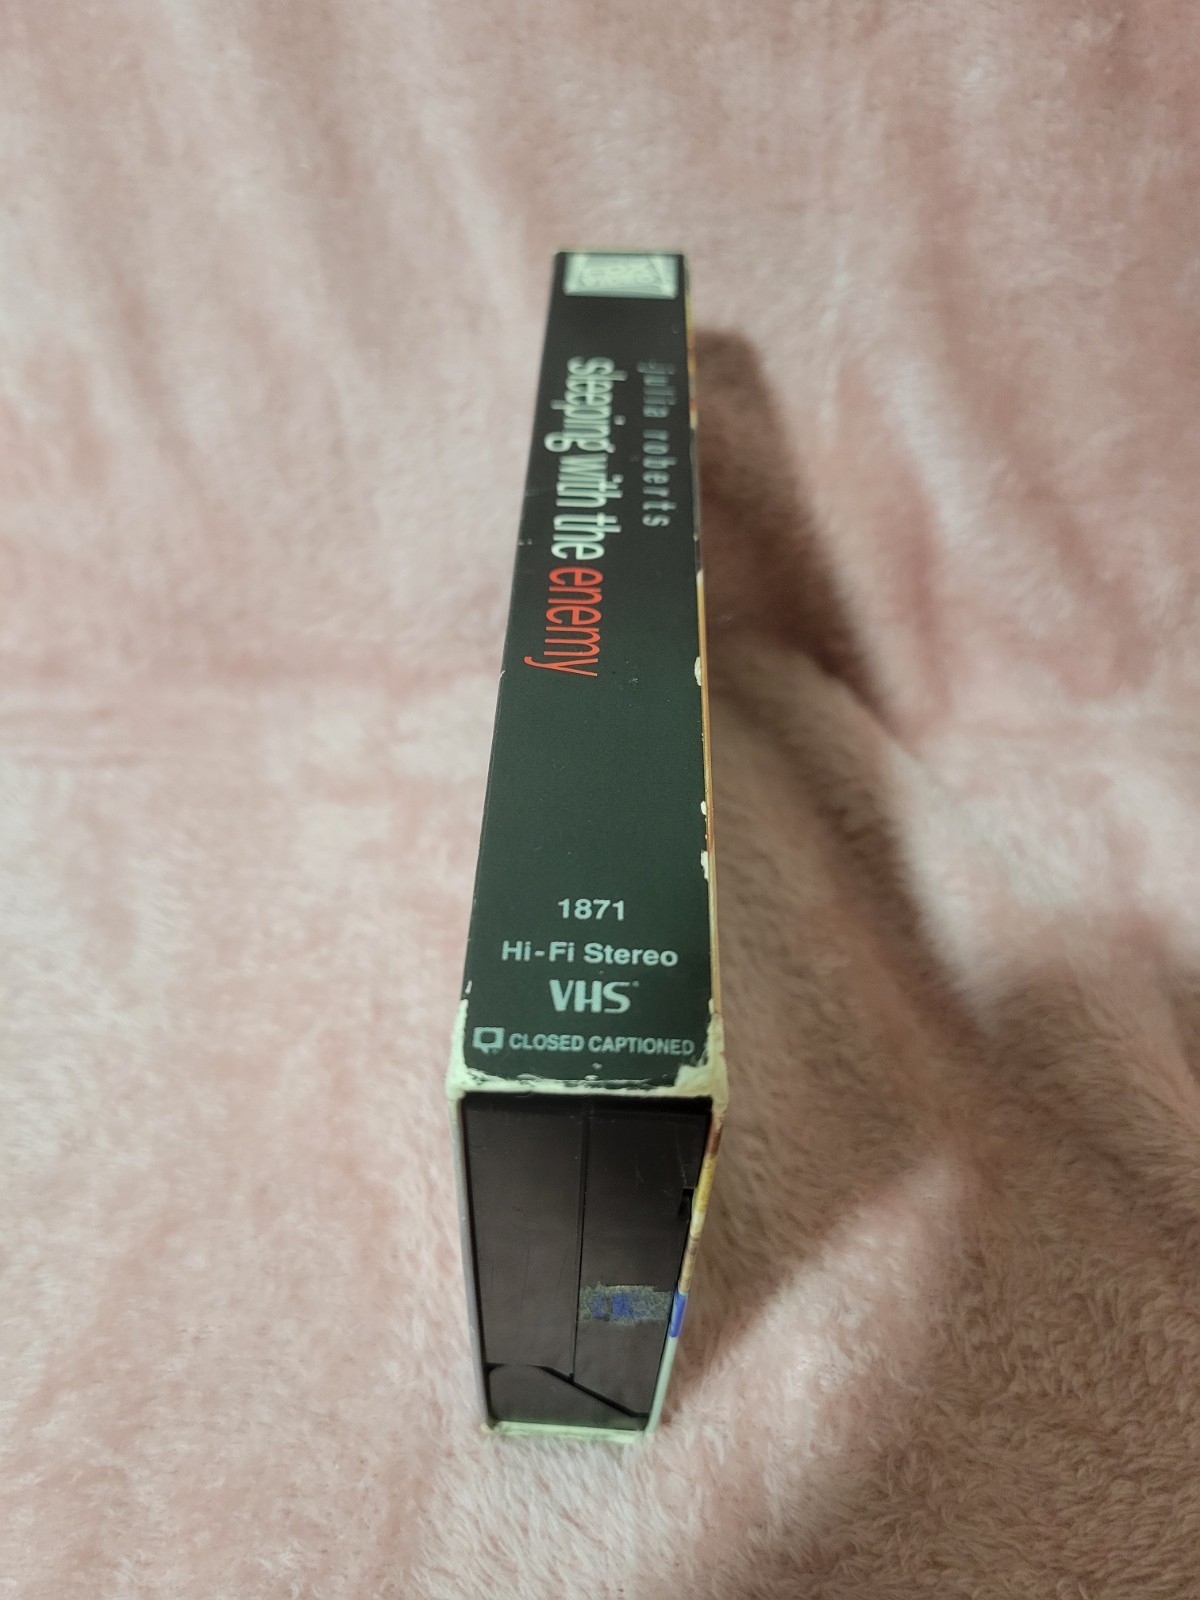 julia roberts
sleeping with the enemy
1871
Hi-Fi Stereo
VHS
CLOSED CAPTIONED